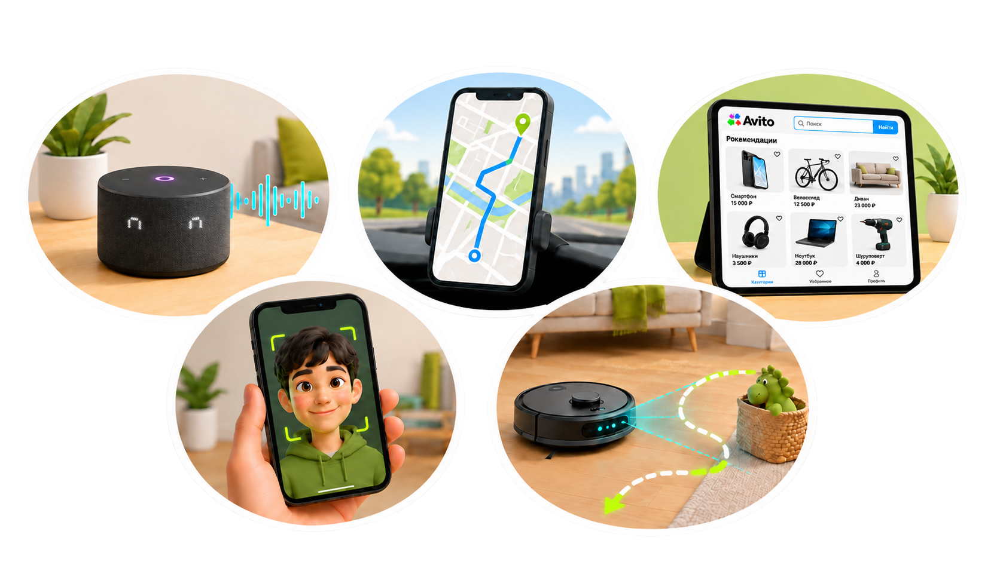 Avito
Поиск
Найти
Рокемендации
Смартфон
15 000 ₽
Велосспед
12 500 ₽
Диван
23 000 ₽
Наушники
3 500 ₽
Ноутбук
28 000 ₽
Шуруповерт
4 000 ₽
Категории
Избранное
Профиль